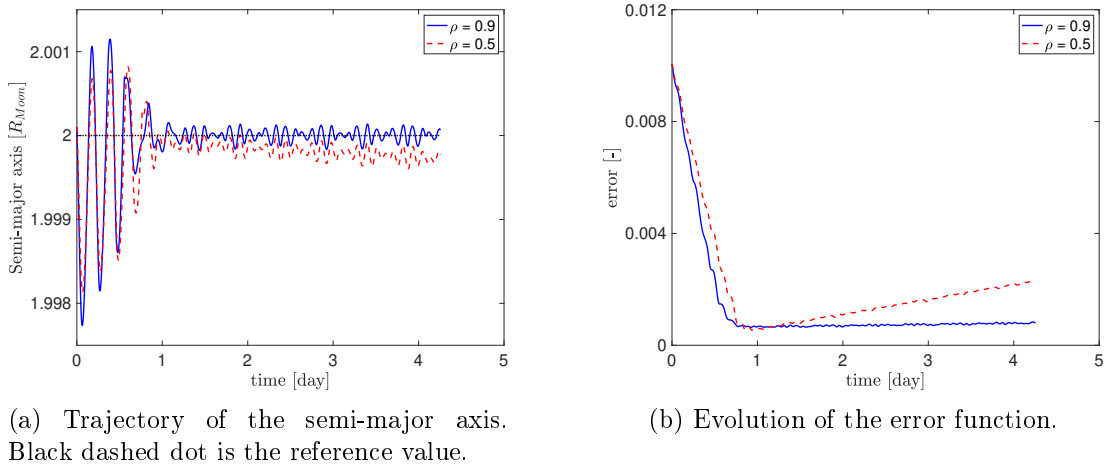 2.001
2
1.999
1.998
Semi-major axis [R_Moon]
0 1 2 3 4 5
time [day]
ρ = 0.9
ρ = 0.5
(a) Trajectory of the semi-major axis.
Black dashed dot is the reference value.
0.012
0.008
0.004
0
error [-]
0 1 2 3 4 5
time [day]
ρ = 0.9
ρ = 0.5
(b) Evolution of the error function.